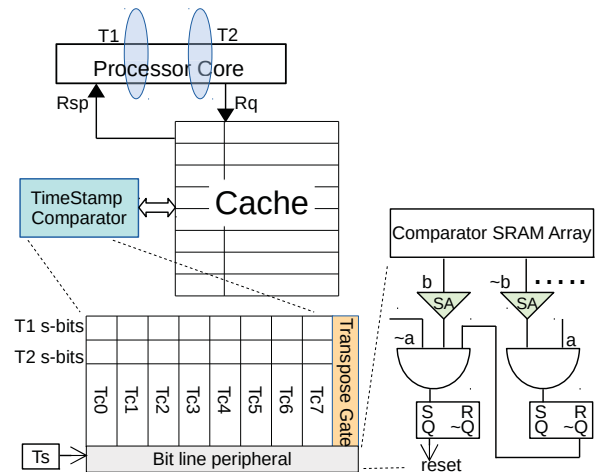 T1 T2
Processor Core
Rsp Rq
Cache
TimeStamp
Comparator
Comparator SRAM Array
b ~b .....
SA SA
~a a
T1 s-bits
T2 s-bits
Tc0 Tc1 Tc2 Tc3 Tc4 Tc5 Tc6 Tc7
Transpose Gate
S R S R
Q ~Q Q ~Q
Ts
Bit line peripheral
reset